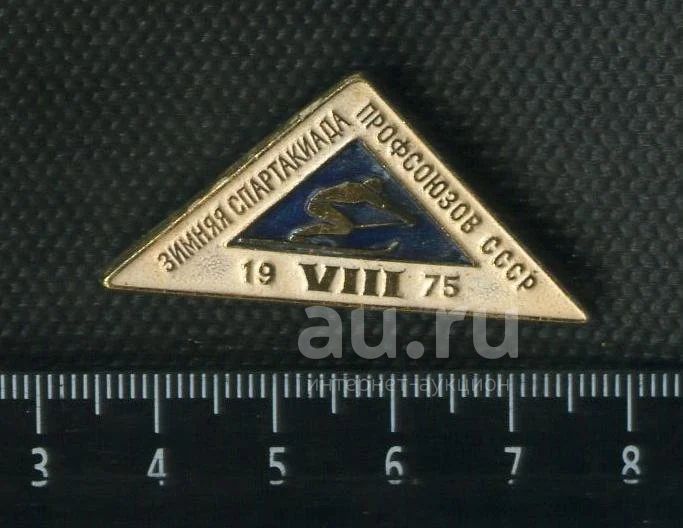 ЗИМНЯЯ СПАРТАКИАДА
ПРОФСОЮЗОВ СССР
19 VIII 75
au.ru
интернет-аукцион
3 4 5 6 7 8